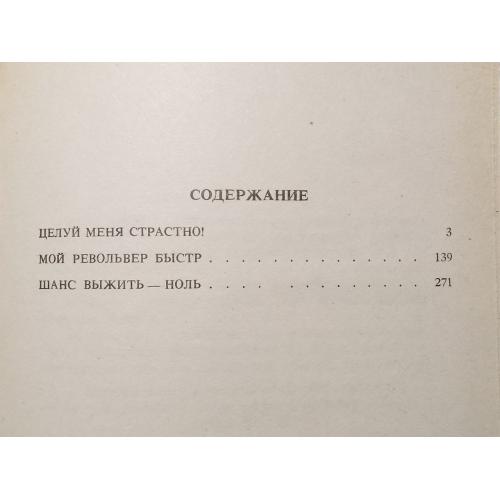 СОДЕРЖАНИЕ
ЦЕЛУЙ МЕНЯ СТРАСТНО! 3
МОЙ РЕВОЛЬВЕР БЫСТР . . . . . . . . . . . . . . 139
ШАНС ВЫЖИТЬ — НОЛЬ . . . . . . . . . . . . 271